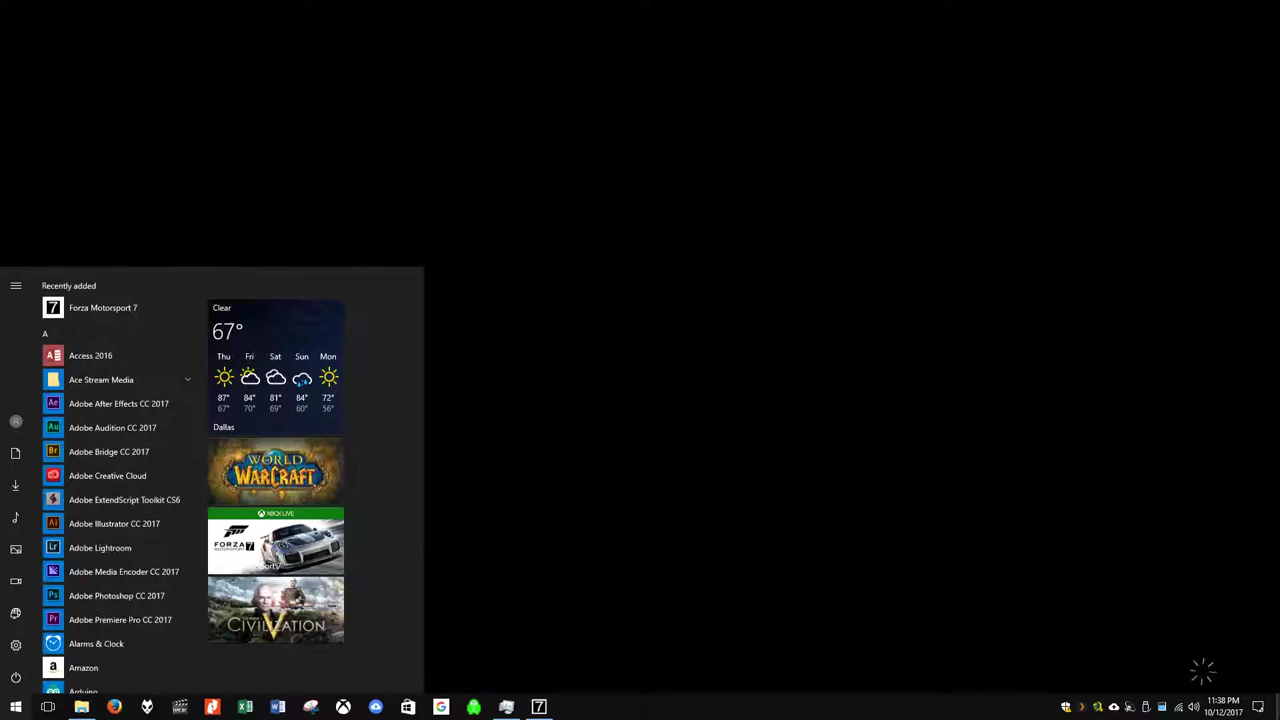 Recently added
Forza Motorsport 7
A
Access 2016
Ace Stream Media
Adobe After Effects CC 2017
Adobe Audition CC 2017
Adobe Bridge CC 2017
Adobe Creative Cloud
Adobe ExtendScript Toolkit CS6
Adobe Illustrator CC 2017
Adobe Lightroom
Adobe Media Encoder CC 2017
Adobe Photoshop CC 2017
Adobe Premiere Pro CC 2017
Alarms & Clock
Amazon
Arduino
Clear
67°
Thu Fri Sat Sun Mon
87° 84° 81° 84° 72°
67° 70° 69° 60° 56°
Dallas
WORLD
WARCRAFT
XBOX LIVE
FORZA
MOTORSPORT 7
CIVILIZATION
V
11:38 PM
10/12/2017